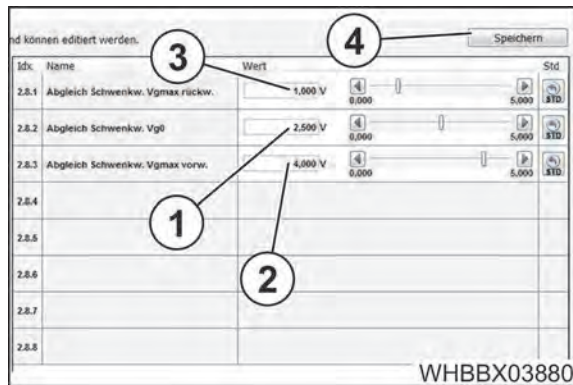 nd können editiert werden.
Speichern
4
3
Idx. Name Wert Std
2.8.1 Abgleich Schwenkw. Vgmax rückw. 1,000 V 0,000 5,000 STD
2.8.2 Abgleich Schwenkw. Vg0 2,500 V 0,000 5,000 STD
2.8.3 Abgleich Schwenkw. Vgmax vorw. 4,000 V 0,000 5,000 STD
2.8.4
1
2.8.5
2.8.6
2
2.8.7
2.8.8
WHBBX03880